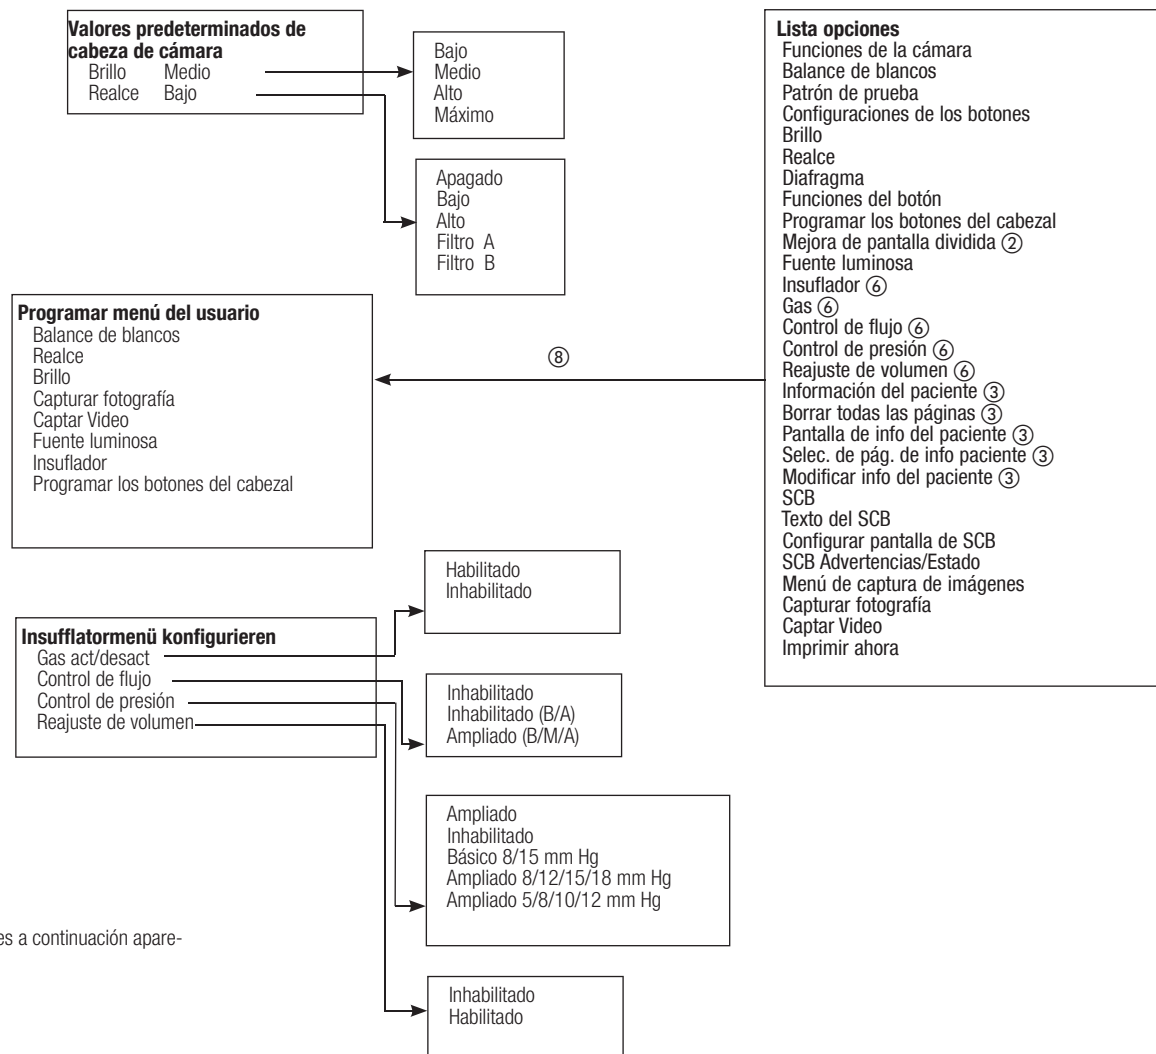 Valores predeterminados de
cabeza de cámara
Brillo Medio
Realce Bajo
Bajo
Medio
Alto
Máximo
Apagado
Bajo
Alto
Filtro A
Filtro B
Programar menú del usuario
Balance de blancos
Realce
Brillo
Capturar fotografía
Captar Video
Fuente luminosa
Insuflador
Programar los botones del cabezal
⑧
Lista opciones
Funciones de la cámara
Balance de blancos
Patrón de prueba
Configuraciones de los botones
Brillo
Realce
Diafragma
Funciones del botón
Programar los botones del cabezal
Mejora de pantalla dividida ②
Fuente luminosa
Insuflador ⑥
Gas ⑥
Control de flujo ⑥
Control de presión ⑥
Reajuste de volumen ⑥
Información del paciente ③
Borrar todas las páginas ③
Pantalla de info del paciente ③
Selec. de pág. de info paciente ③
Modificar info del paciente ③
SCB
Texto del SCB
Configurar pantalla de SCB
SCB Advertencias/Estado
Menú de captura de imágenes
Capturar fotografía
Captar Video
Imprimir ahora
Insufflatormenü konfigurieren
Gas act/desact
Control de flujo
Control de presión
Reajuste de volumen
Habilitado
Inhabilitado
Inhabilitado
Inhabilitado (B/A)
Ampliado (B/M/A)
Ampliado
Inhabilitado
Básico 8/15 mm Hg
Ampliado 8/12/15/18 mm Hg
Ampliado 5/8/10/12 mm Hg
Inhabilitado
Habilitado
es a continuación apare-